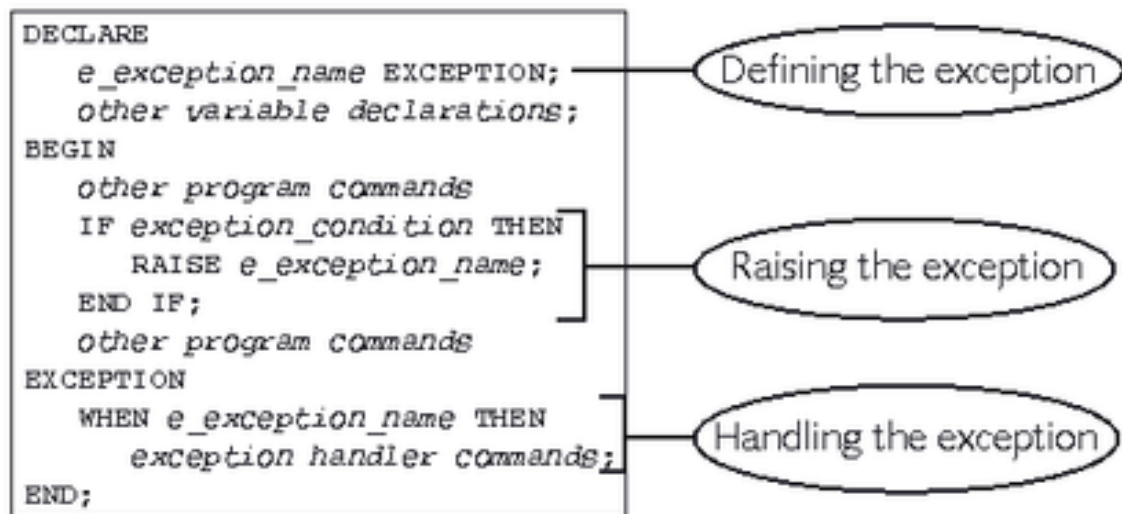 DECLARE
e_exception_name EXCEPTION;
other variable declarations;
BEGIN
other program commands
IF exception_condition THEN
RAISE e_exception_name;
END IF;
other program commands
EXCEPTION
WHEN e_exception_name THEN
exception handler commands;
END;
Defining the exception
Raising the exception
Handling the exception